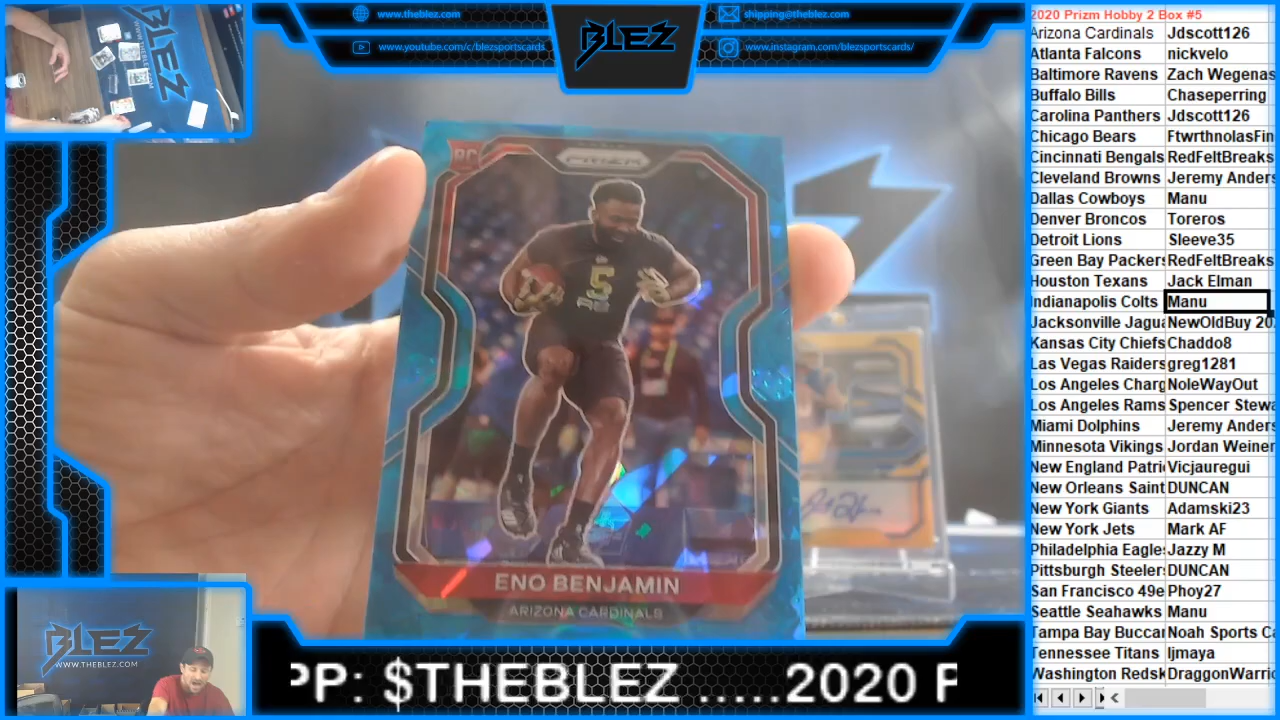 www.theblez.com
shipping@theblez.com
www.youtube.com/c/blezsportscards
www.instagram.com/blezsportscards/
BLEZ
RC
PRIZM
5
ENO BENJAMIN
ARIZONA CARDINALS
BLEZ
WWW.THEBLEZ.COM
PP: $THEBLEZ .....2020 F
2020 Prizm Hobby 2 Box #5
Arizona Cardinals Jdscott126
Atlanta Falcons nickvelo
Baltimore Ravens Zach Wegenas
Buffalo Bills Chaseperring
Carolina Panthers Jdscott126
Chicago Bears FtwrthnolasFin
Cincinnati Bengals RedFeltBreaks
Cleveland Browns Jeremy Anders
Dallas Cowboys Manu
Denver Broncos Toreros
Detroit Lions Sleeve35
Green Bay Packers RedFeltBreaks
Houston Texans Jack Elman
Indianapolis Colts Manu
Jacksonville Jagua NewOldBuy 20
Kansas City Chiefs Chaddo8
Las Vegas Raiders greg1281
Los Angeles Charg NoleWayOut
Los Angeles Rams Spencer Stewa
Miami Dolphins Jeremy Anders
Minnesota Vikings Jordan Weiner
New England Patri Vicjauregui
New Orleans Saint DUNCAN
New York Giants Adamski23
New York Jets Mark AF
Philadelphia Eagles Jazzy M
Pittsburgh Steelers DUNCAN
San Francisco 49e Phoy27
Seattle Seahawks Manu
Tampa Bay Buccai Noah Sports Ca
Tennessee Titans ljmaya
Washington Redsk DraggonWarrio